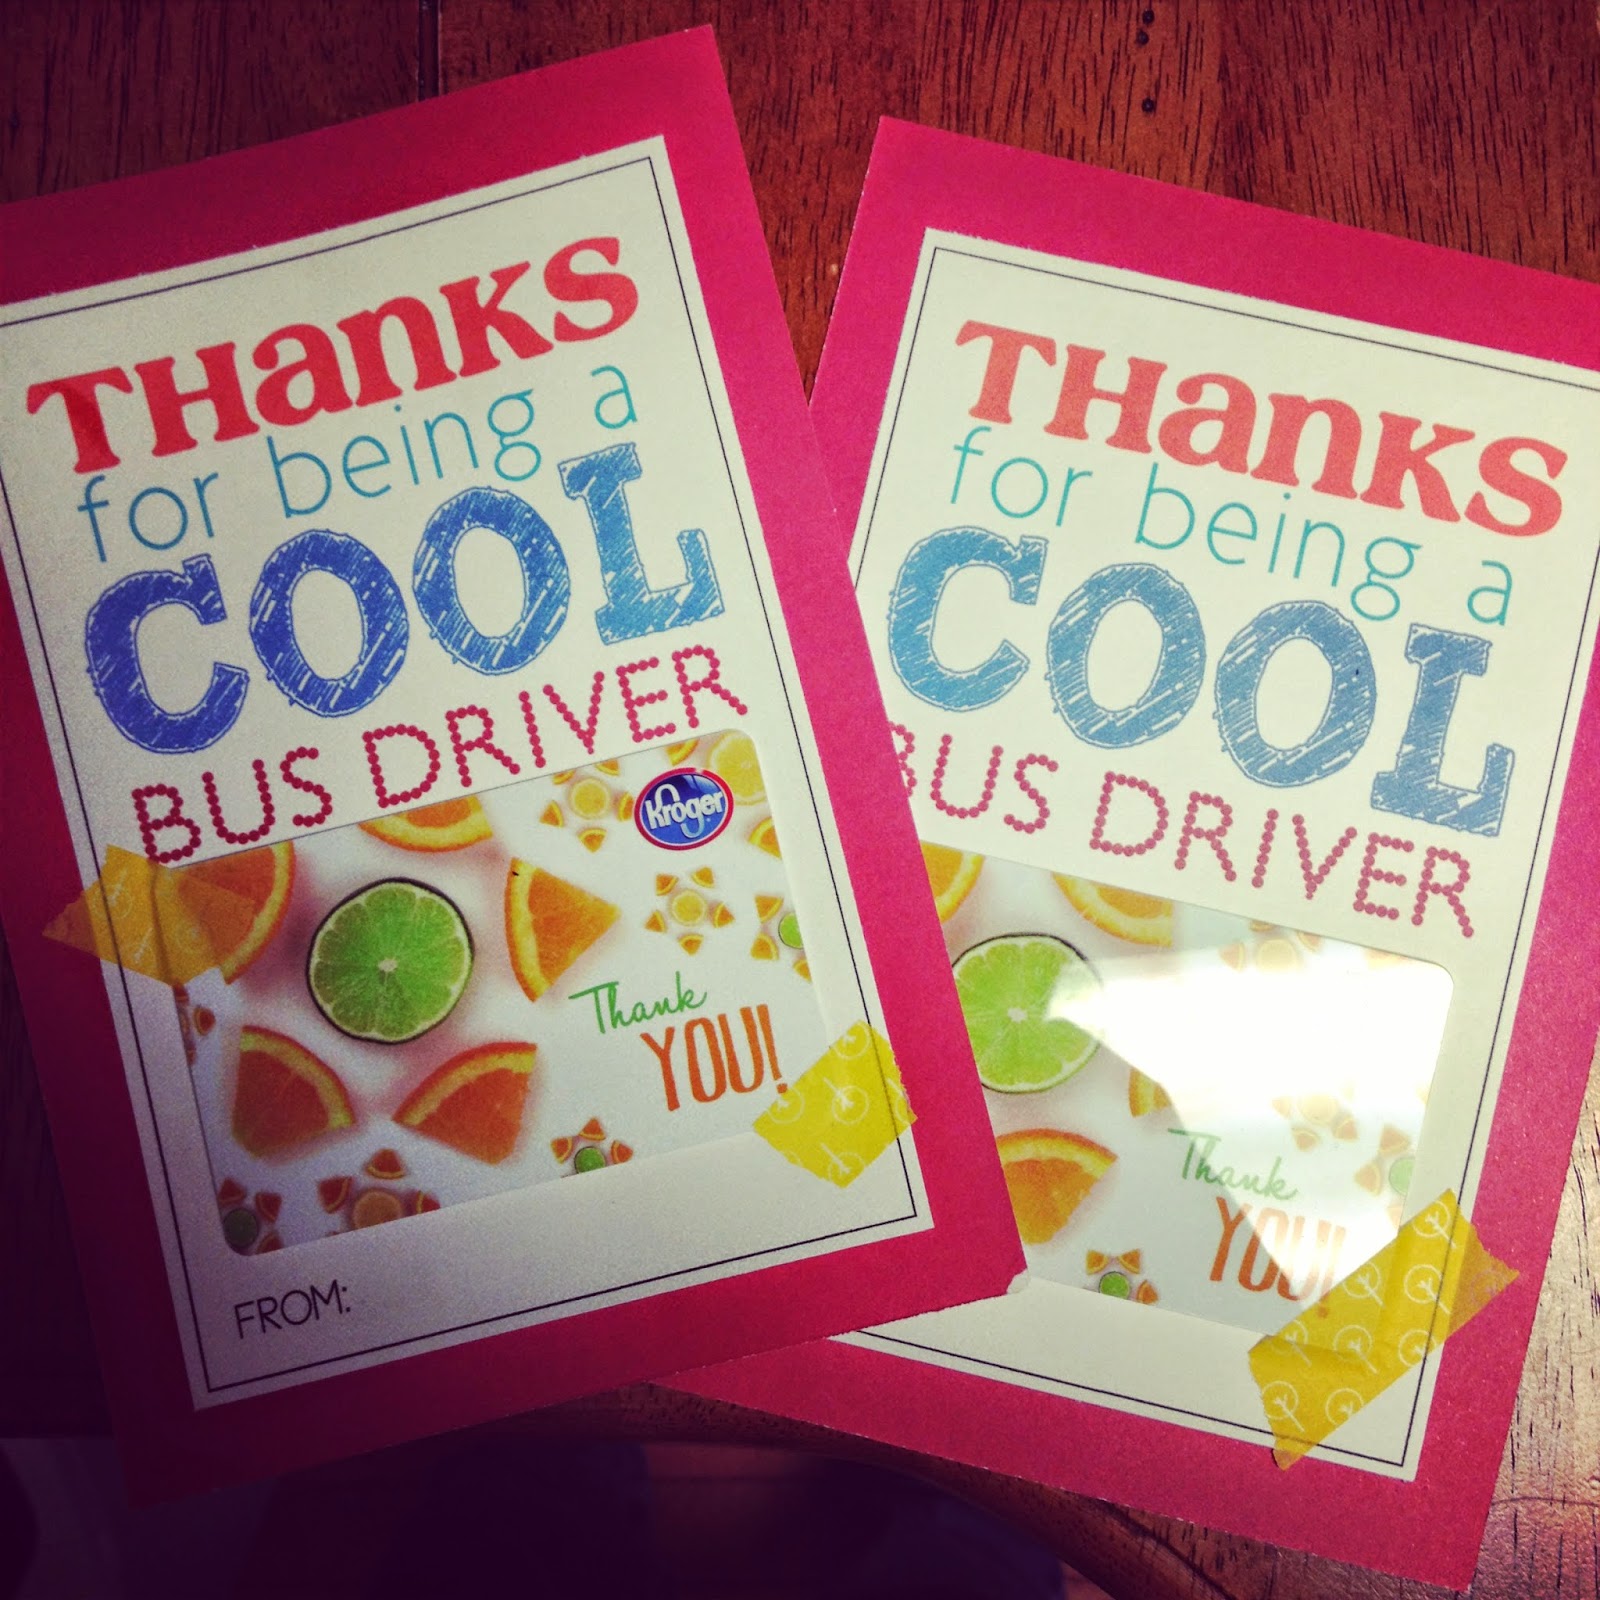 THanKS
for being a
COOL
BUS DRIVER
Kroger
Thank
YOU!
FROM:
THanKS
for being a
COOL
BUS DRIVER
Thank
YOU!